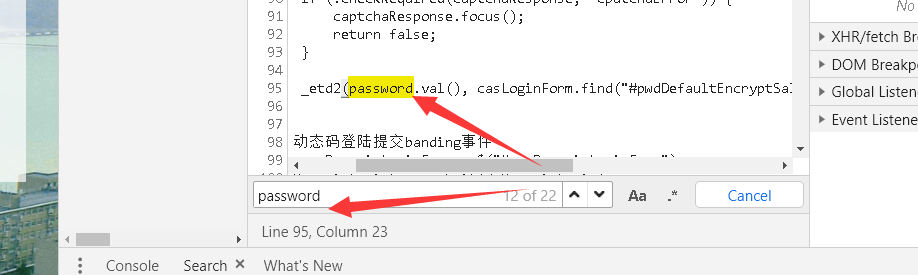 90 if (!checkRequired(captchaResponse, "cpatchaError")) {
91 captchaResponse.focus();
92 return false;
93 }
94
95 _etd2(password.val(), casLoginForm.find("#pwdDefaultEncryptSal
96
97
98 动态码登陆提交banding事件
99
password 12 of 22 Aa .* Cancel
Line 95, Column 23
Console Search × What's New
No
XHR/fetch Bre
DOM Breakpo
Global Listene
Event Listene